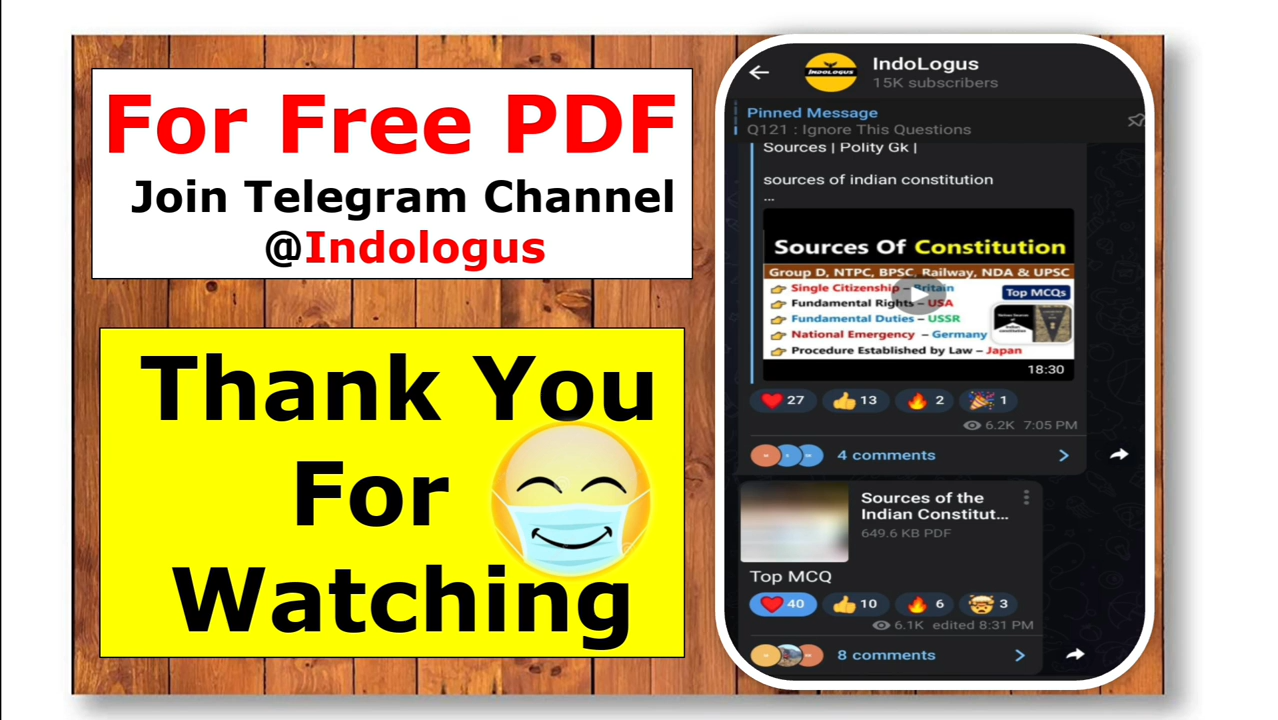 For Free PDF
Join Telegram Channel
@Indologus
Thank You
For
Watching
INDOLOGUS
IndoLogus
15K subscribers
Pinned Message
Q121 : Ignore This Questions
Sources | Polity Gk |
sources of indian constitution
...
Sources Of Constitution
Group D, NTPC, BPSC, Railway, NDA & UPSC
Single Citizenship – Britain
Top MCQs
Fundamental Rights – USA
Fundamental Duties – USSR
National Emergency – Germany
Procedure Established by Law – Japan
18:30
27 13 2 1
6.2K 7:05 PM
4 comments
Sources of the
Indian Constitut...
649.6 KB PDF
Top MCQ
40 10 6 3
6.1K edited 8:31 PM
8 comments